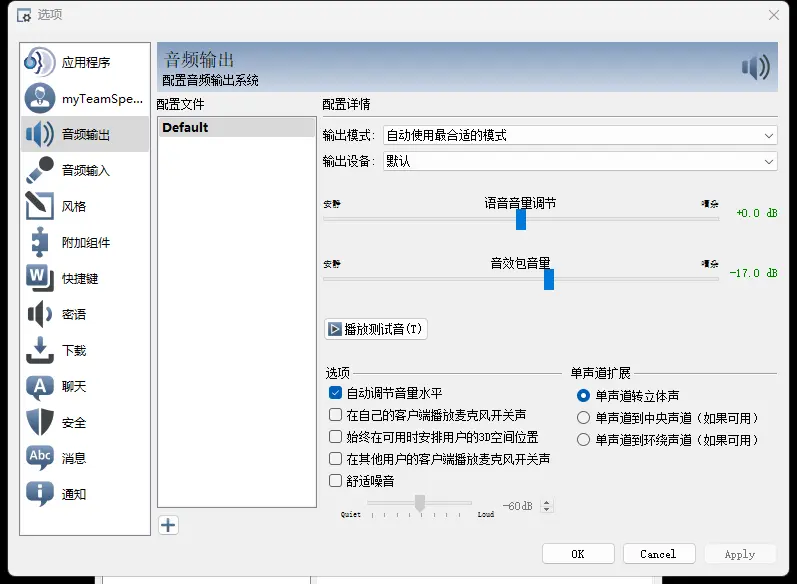 选项
应用程序
myTeamSpe...
音频输出
音频输入
风格
附加组件
快捷键
密语
下载
聊天
安全
消息
通知
音频输出
配置音频输出系统
配置文件
Default
配置详情
输出模式: 自动使用最合适的模式
输出设备: 默认
安静 语音音量调节 嘈杂 +0.0 dB
安静 音效包音量 嘈杂 -17.0 dB
播放测试音(T)
选项
自动调节音量水平
在自己的客户端播放麦克风开关声
始终在可用时安排用户的3D空间位置
在其他用户的客户端播放麦克风开关声
舒适噪音
Quiet Loud -60dB
单声道扩展
单声道转立体声
单声道到中央声道（如果可用）
单声道到环绕声道（如果可用）
OK Cancel Apply